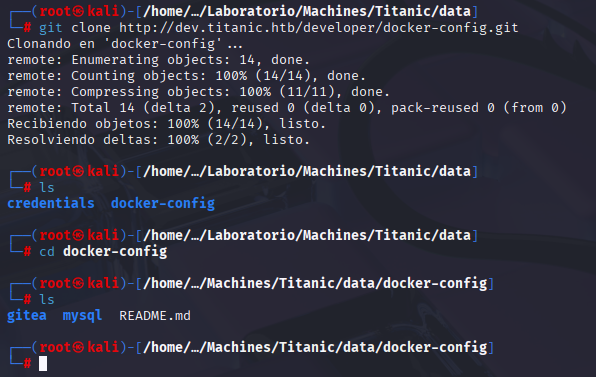 ┌──(root㉿kali)-[/home/…/Laboratorio/Machines/Titanic/data]
└─# git clone http://dev.titanic.htb/developer/docker-config.git
Clonando en 'docker-config'...
remote: Enumerating objects: 14, done.
remote: Counting objects: 100% (14/14), done.
remote: Compressing objects: 100% (11/11), done.
remote: Total 14 (delta 2), reused 0 (delta 0), pack-reused 0 (from 0)
Recibiendo objetos: 100% (14/14), listo.
Resolviendo deltas: 100% (2/2), listo.
┌──(root㉿kali)-[/home/…/Laboratorio/Machines/Titanic/data]
└─# ls
credentials  docker-config
┌──(root㉿kali)-[/home/…/Laboratorio/Machines/Titanic/data]
└─# cd docker-config
┌──(root㉿kali)-[/home/…/Machines/Titanic/data/docker-config]
└─# ls
gitea  mysql  README.md
┌──(root㉿kali)-[/home/…/Machines/Titanic/data/docker-config]
└─#